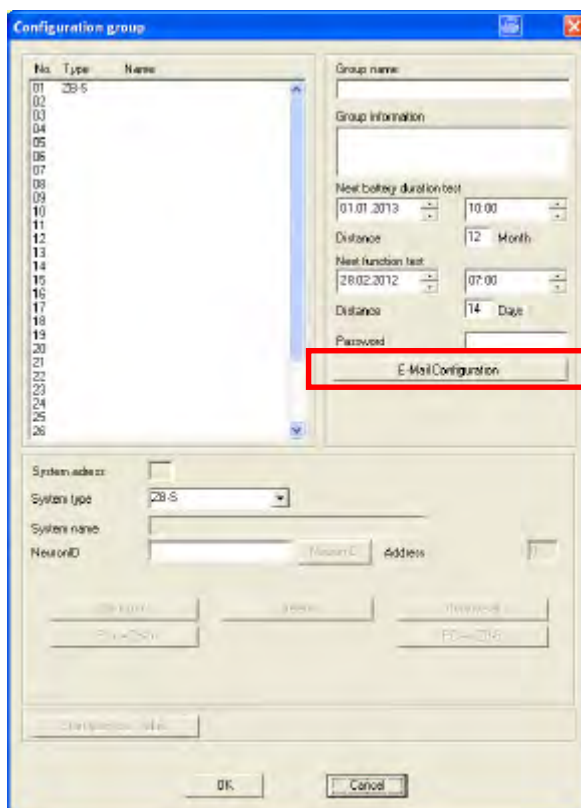 Configuration group
No. Type Name
01 ZB-S
02
03
04
05
06
07
08
09
10
11
12
13
14
15
16
17
18
19
20
21
22
23
24
25
26
Group name
Group information
Next battery duration test
01.01.2013 10:00
Distance 12 Month
Next function test
28.02.2012 07:00
Distance 14 Days
Password
E-Mail Configuration
System adress
System type ZB-S
System name
NeuronID Neuron ID Address
OK Cancel